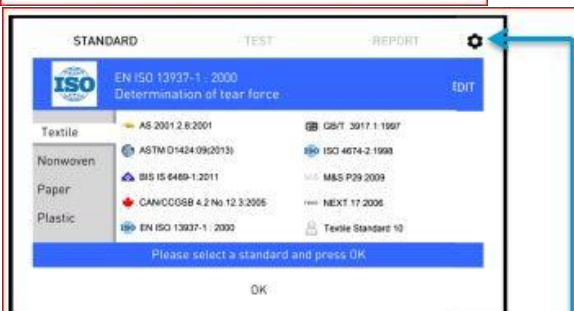 STANDARD TEST REPORT
ISO
EN ISO 13937-1 : 2000
Determination of tear force
EDIT
Textile
Nonwoven
Paper
Plastic
AS 2001.2.8:2001
ASTM D1424:09(2013)
BIS IS 6489-1:2011
CAN/CGSB 4.2 No.12.3:2005
ISO EN ISO 13937-1 : 2000
GB/T 3917.1:1997
ISO ISO 4674-2:1998
M&S P29 2009
NEXT 17:2006
Textile Standard 10
Please select a standard and press OK
OK